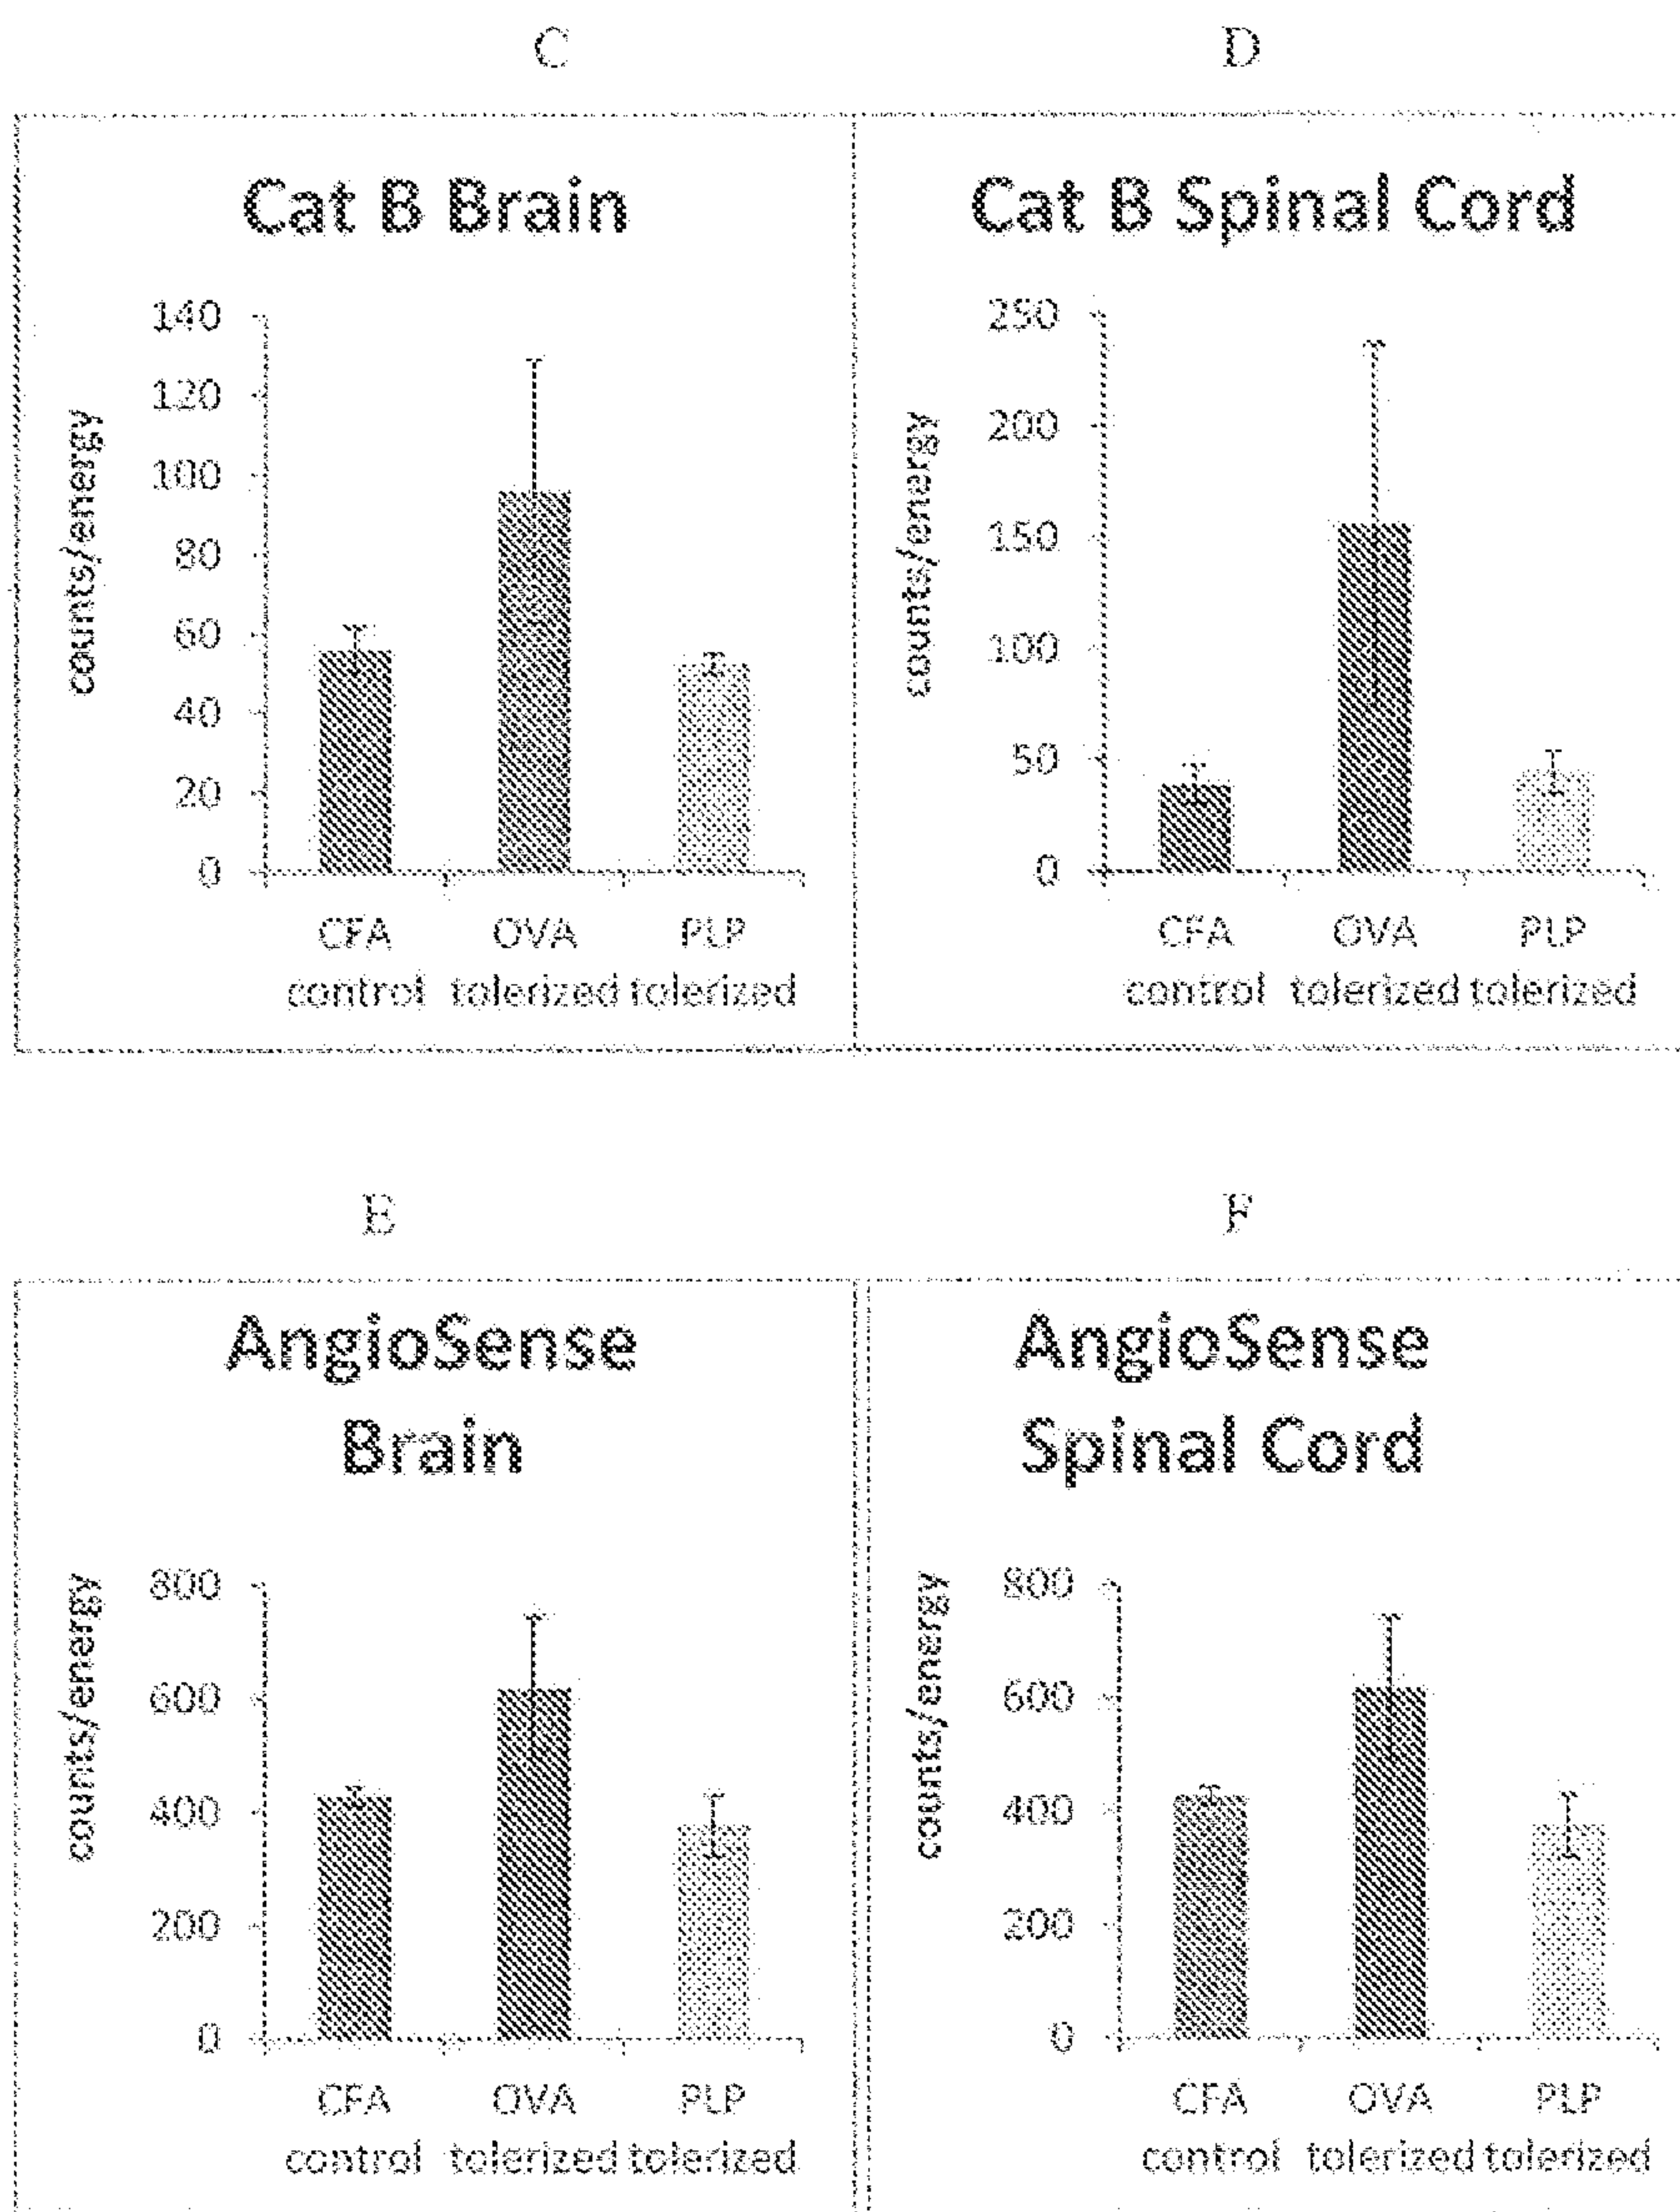 C
D
Cat B Brain
140
120
100
80
60
40
20
0
counts/energy
CFA
control
OVA
tolerized
PLP
tolerized
Cat B Spinal Cord
250
200
150
100
50
0
counts/energy
CFA
control
OVA
tolerized
PLP
tolerized
E
F
AngioSense
Brain
800
600
400
200
0
counts/energy
CFA
control
OVA
tolerized
PLP
tolerized
AngioSense
Spinal Cord
800
600
400
200
0
counts/energy
CFA
control
OVA
tolerized
PLP
tolerized